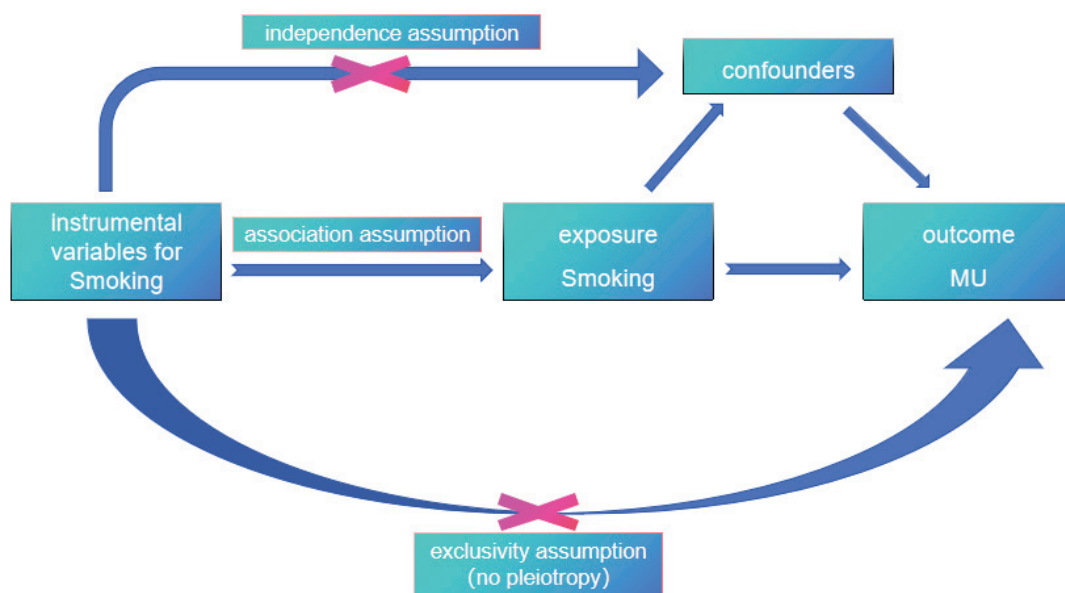 independence assumption
confounders
instrumental
variables for
Smoking
association assumption
exposure
Smoking
outcome
MU
exclusivity assumption
(no pleiotropy)